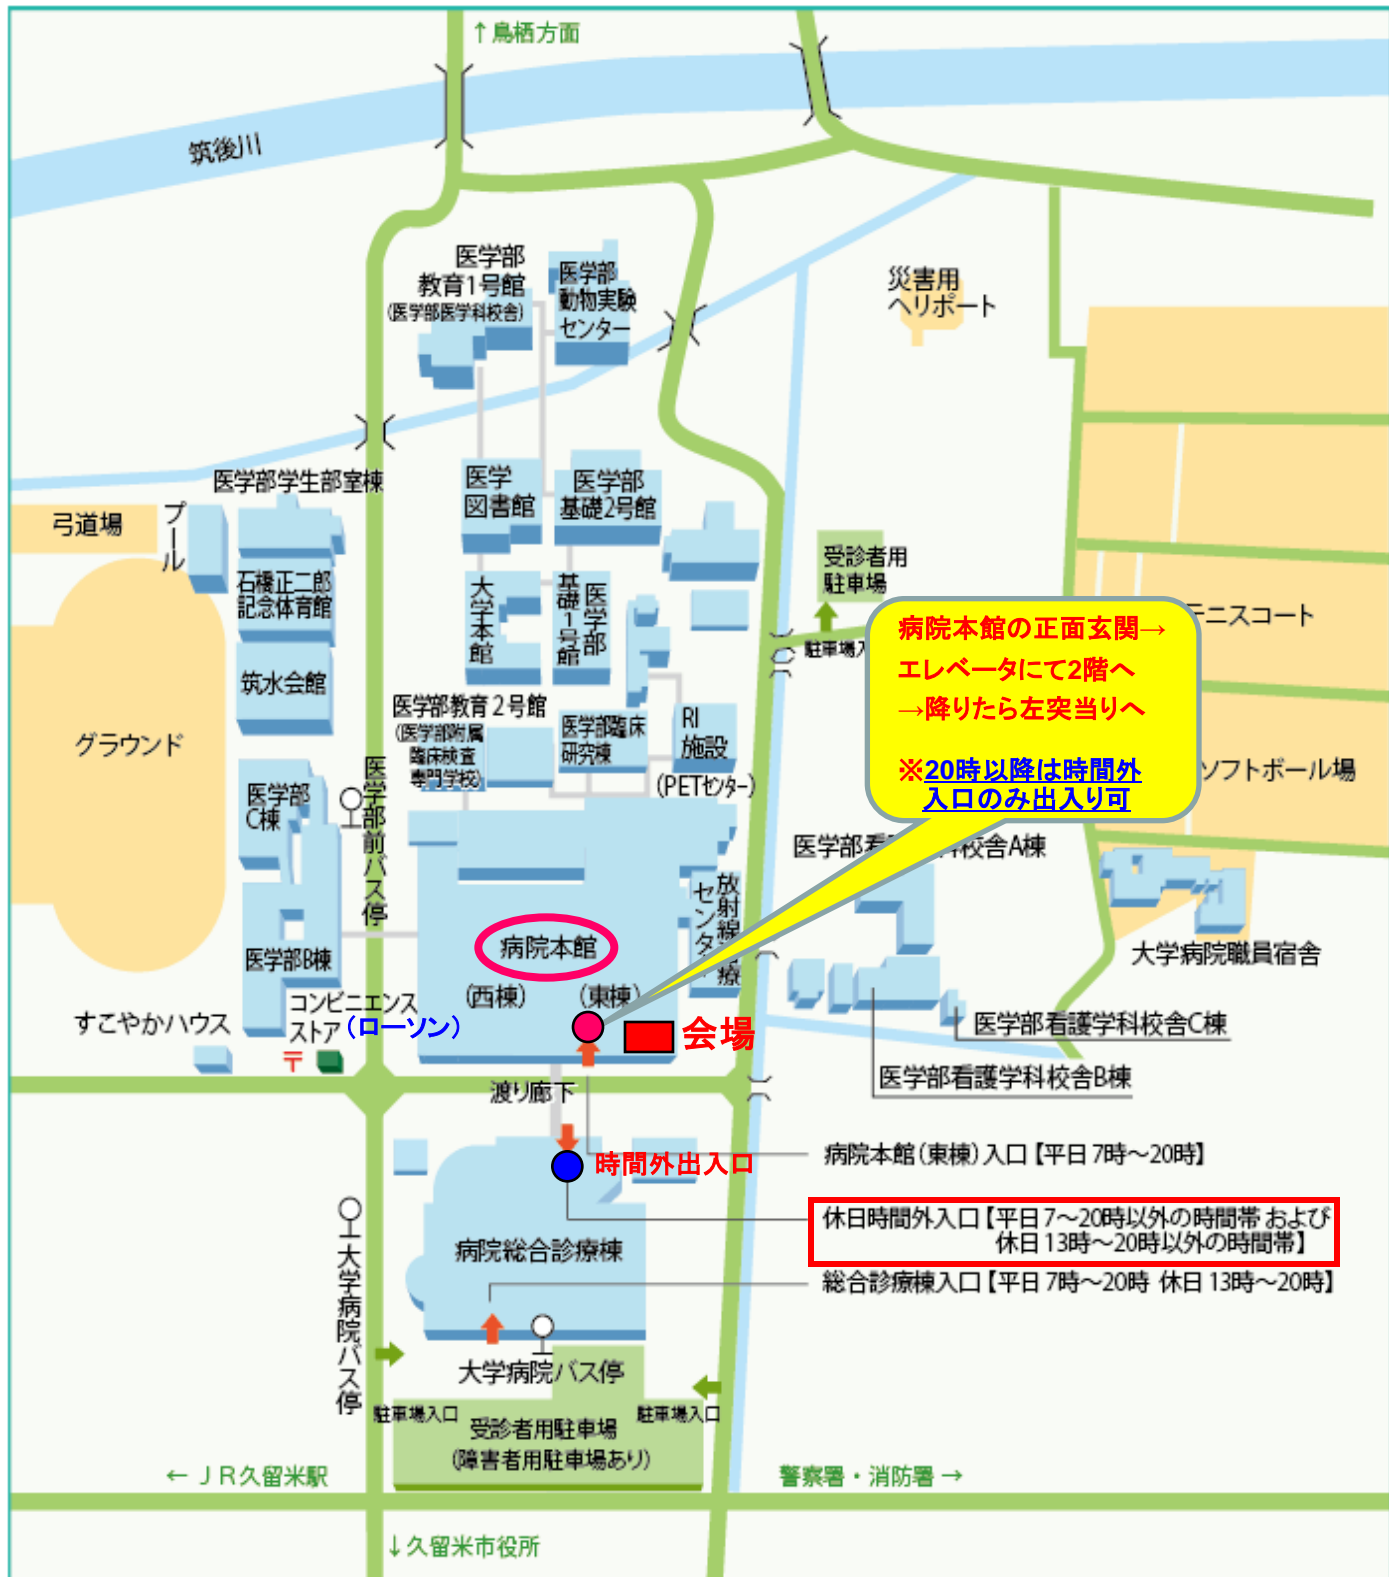 ↑鳥栖方面
筑後川
医学部
教育1号館
(医学部医学科校舎)
医学部
動物実験
センター
災害用
ヘリポート
医学部学生部室棟
弓道場
プール
医学
図書館
医学部
基礎2号館
石橋正二郎
記念体育館
大学本館
医学部
基礎1号館
受診者用
駐車場
駐車場入
テニスコート
病院本館の正面玄関→
エレベータにて2階へ
→降りたら左突当りへ
※20時以降は時間外
入口のみ出入り可
筑水会館
グラウンド
医学部教育2号館
(医学部附属
臨床検査
専門学校)
医学部臨床
研究棟
RI
施設
(PETセンター)
ソフトボール場
医学部
C棟
医学部前バス停
医学部看
科校舎A棟
放射線治療
センター
大学病院職員宿舎
病院本館
(西棟)
(東棟)
医学部B棟
すこやかハウス
コンビニエンス
ストア(ローソン)
〒
会場
医学部看護学科校舎C棟
医学部看護学科校舎B棟
渡り廊下
時間外出入口
病院本館(東棟)入口【平日7時～20時】
休日時間外入口【平日7～20時以外の時間帯および
休日13時～20時以外の時間帯】
総合診療棟入口【平日7時～20時 休日13時～20時】
病院総合診療棟
大学病院バス停
大学病院バス停
駐車場入口
駐車場入口
受診者用駐車場
(障害者用駐車場あり)
← JR久留米駅
警察署・消防署→
↓久留米市役所